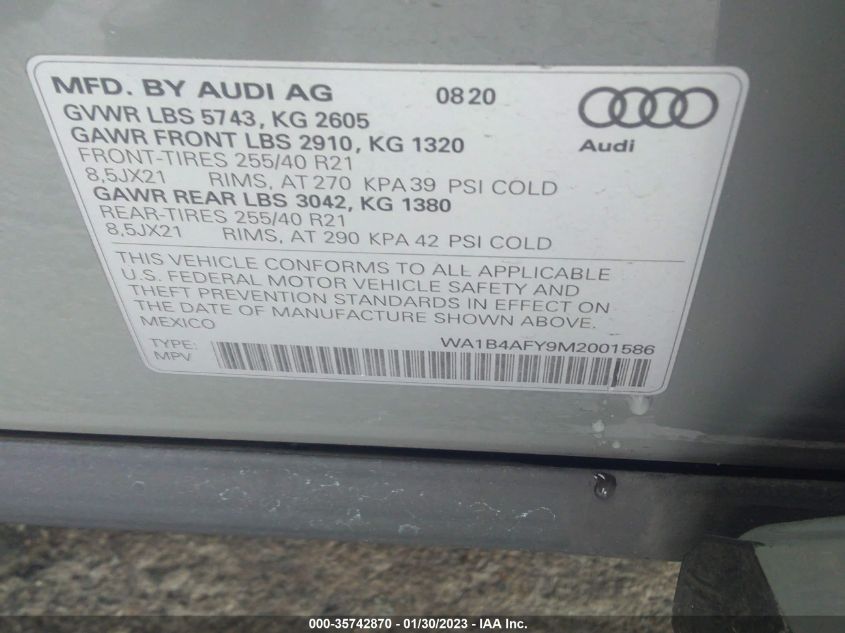 MFD. BY AUDI AG 0820
GVWR LBS 5743, KG 2605
GAWR FRONT LBS 2910, KG 1320
Audi
FRONT-TIRES 255/40 R21
8,5JX21 RIMS, AT 270 KPA 39 PSI COLD
GAWR REAR LBS 3042, KG 1380
REAR-TIRES 255/40 R21
8,5JX21 RIMS, AT 290 KPA 42 PSI COLD
THIS VEHICLE CONFORMS TO ALL APPLICABLE
U.S. FEDERAL MOTOR VEHICLE SAFETY AND
THEFT PREVENTION STANDARDS IN EFFECT ON
THE DATE OF MANUFACTURE SHOWN ABOVE.
MEXICO
TYPE: WA1B4AFY9M2001586
MPV
000-35742870 / 01/30/2023 - IAA Inc.